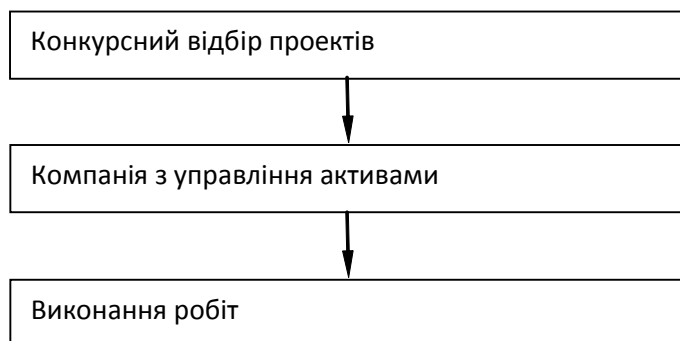 Конкурсний відбір проектів
Компанія з управління активами
Виконання робіт